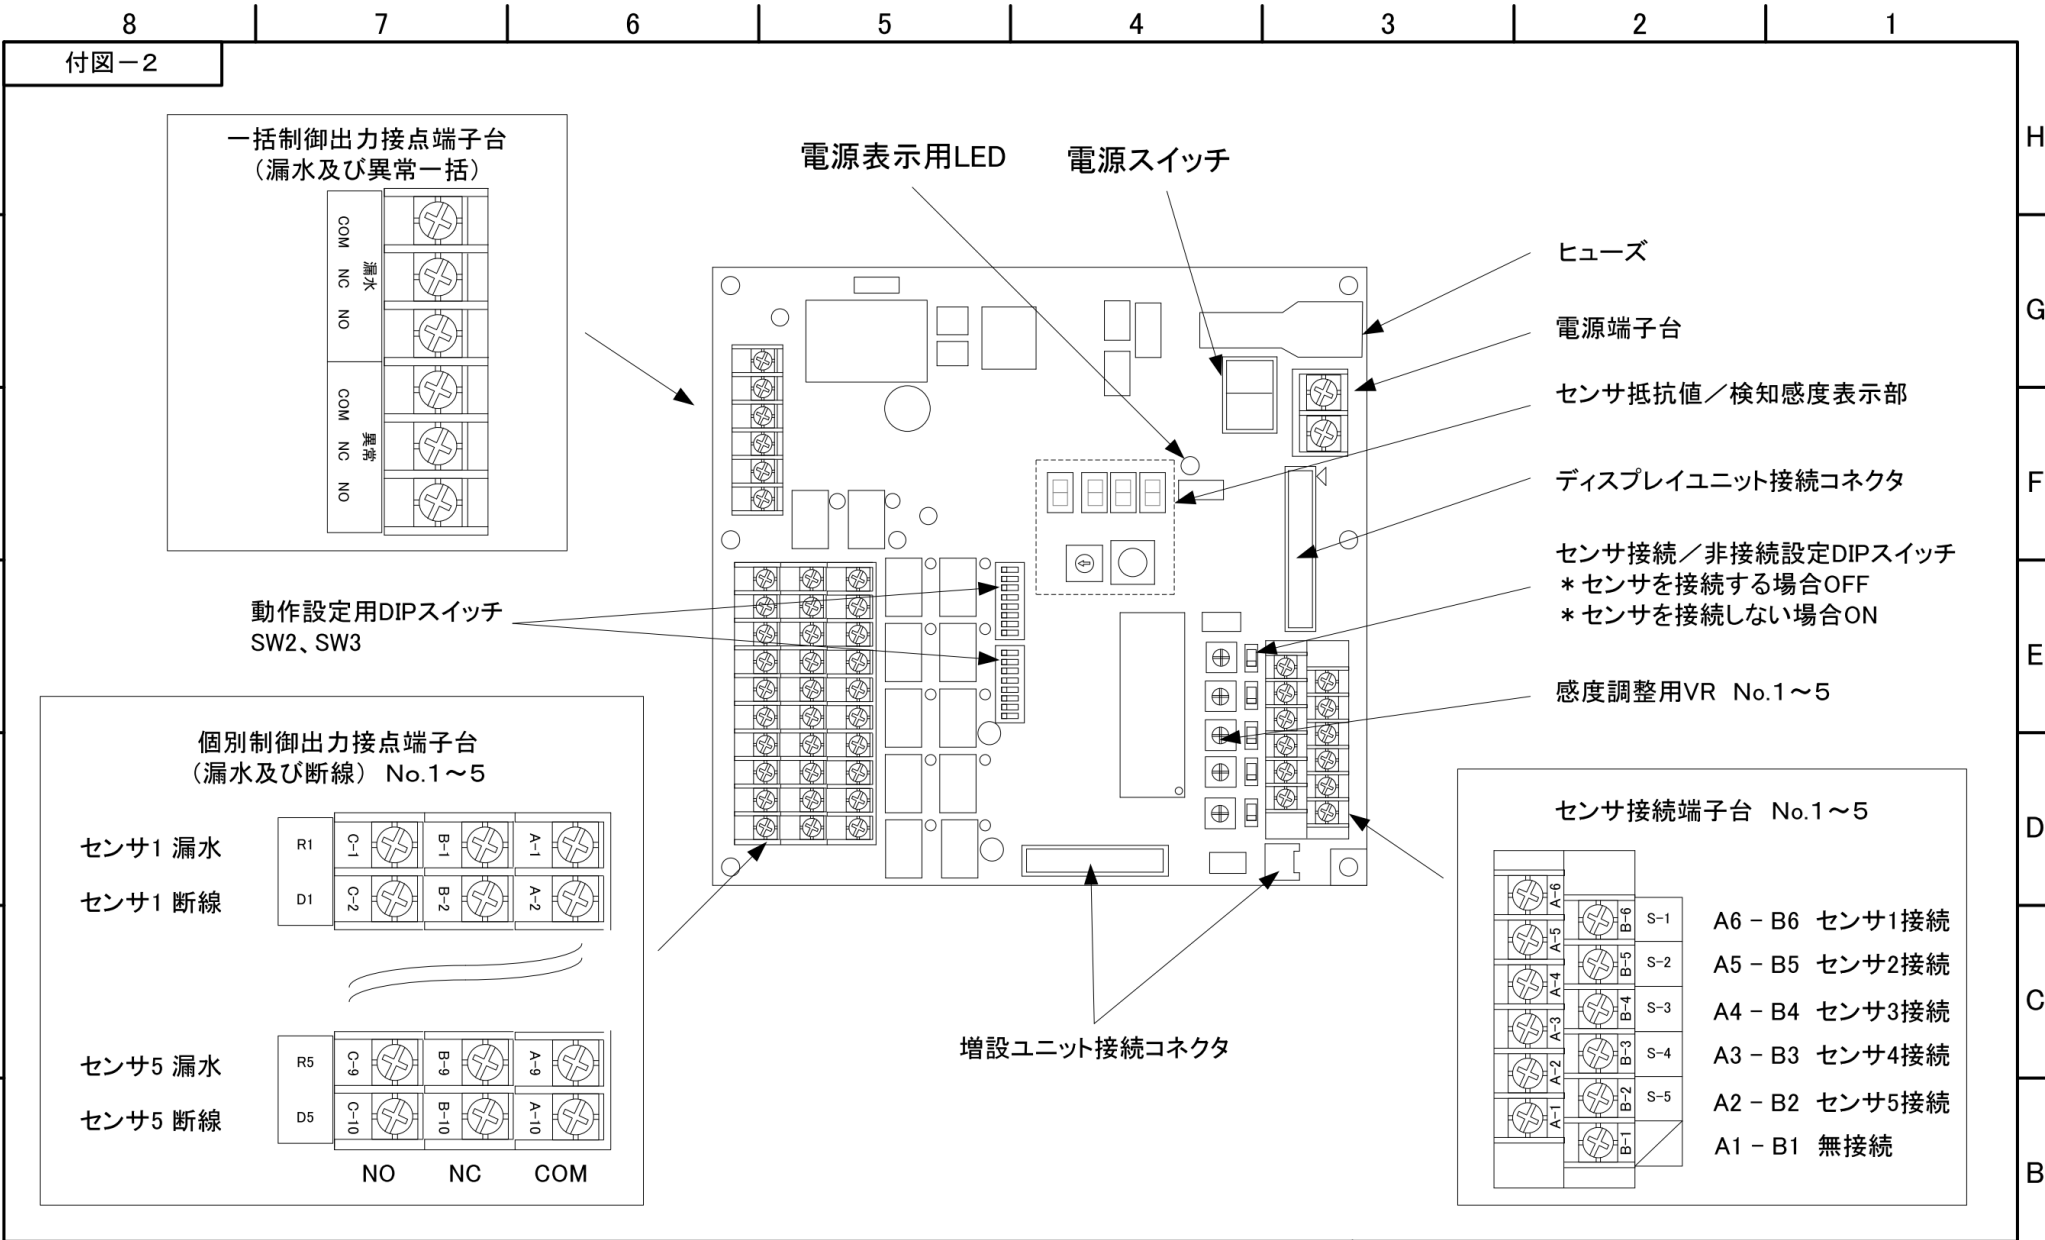 8 7 6 5 4 3 2 1
付図－2
H
G
F
E
D
C
B
一括制御出力接点端子台
（漏水及び異常一括）
COM NC NO
漏水
COM NC NO
異常
電源表示用LED
電源スイッチ
ヒューズ
電源端子台
センサ抵抗値／検知感度表示部
ディスプレイユニット接続コネクタ
センサ接続／非接続設定DIPスイッチ
＊センサを接続する場合OFF
＊センサを接続しない場合ON
感度調整用VR No.1～5
動作設定用DIPスイッチ
SW2、SW3
個別制御出力接点端子台
（漏水及び断線） No.1～5
センサ1 漏水 R1 C-1 B-1 A-1
センサ1 断線 D1 C-2 B-2 A-2
センサ5 漏水 R5 C-9 B-9 A-9
センサ5 断線 D5 C-10 B-10 A-10
NO NC COM
増設ユニット接続コネクタ
センサ接続端子台 No.1～5
A-6 B-6 S-1 A6－B6 センサ1接続
A-5 B-5 S-2 A5－B5 センサ2接続
A-4 B-4 S-3 A4－B4 センサ3接続
A-3 B-3 S-4 A3－B3 センサ4接続
A-2 B-2 S-5 A2－B2 センサ5接続
A-1 B-1 A1－B1 無接続